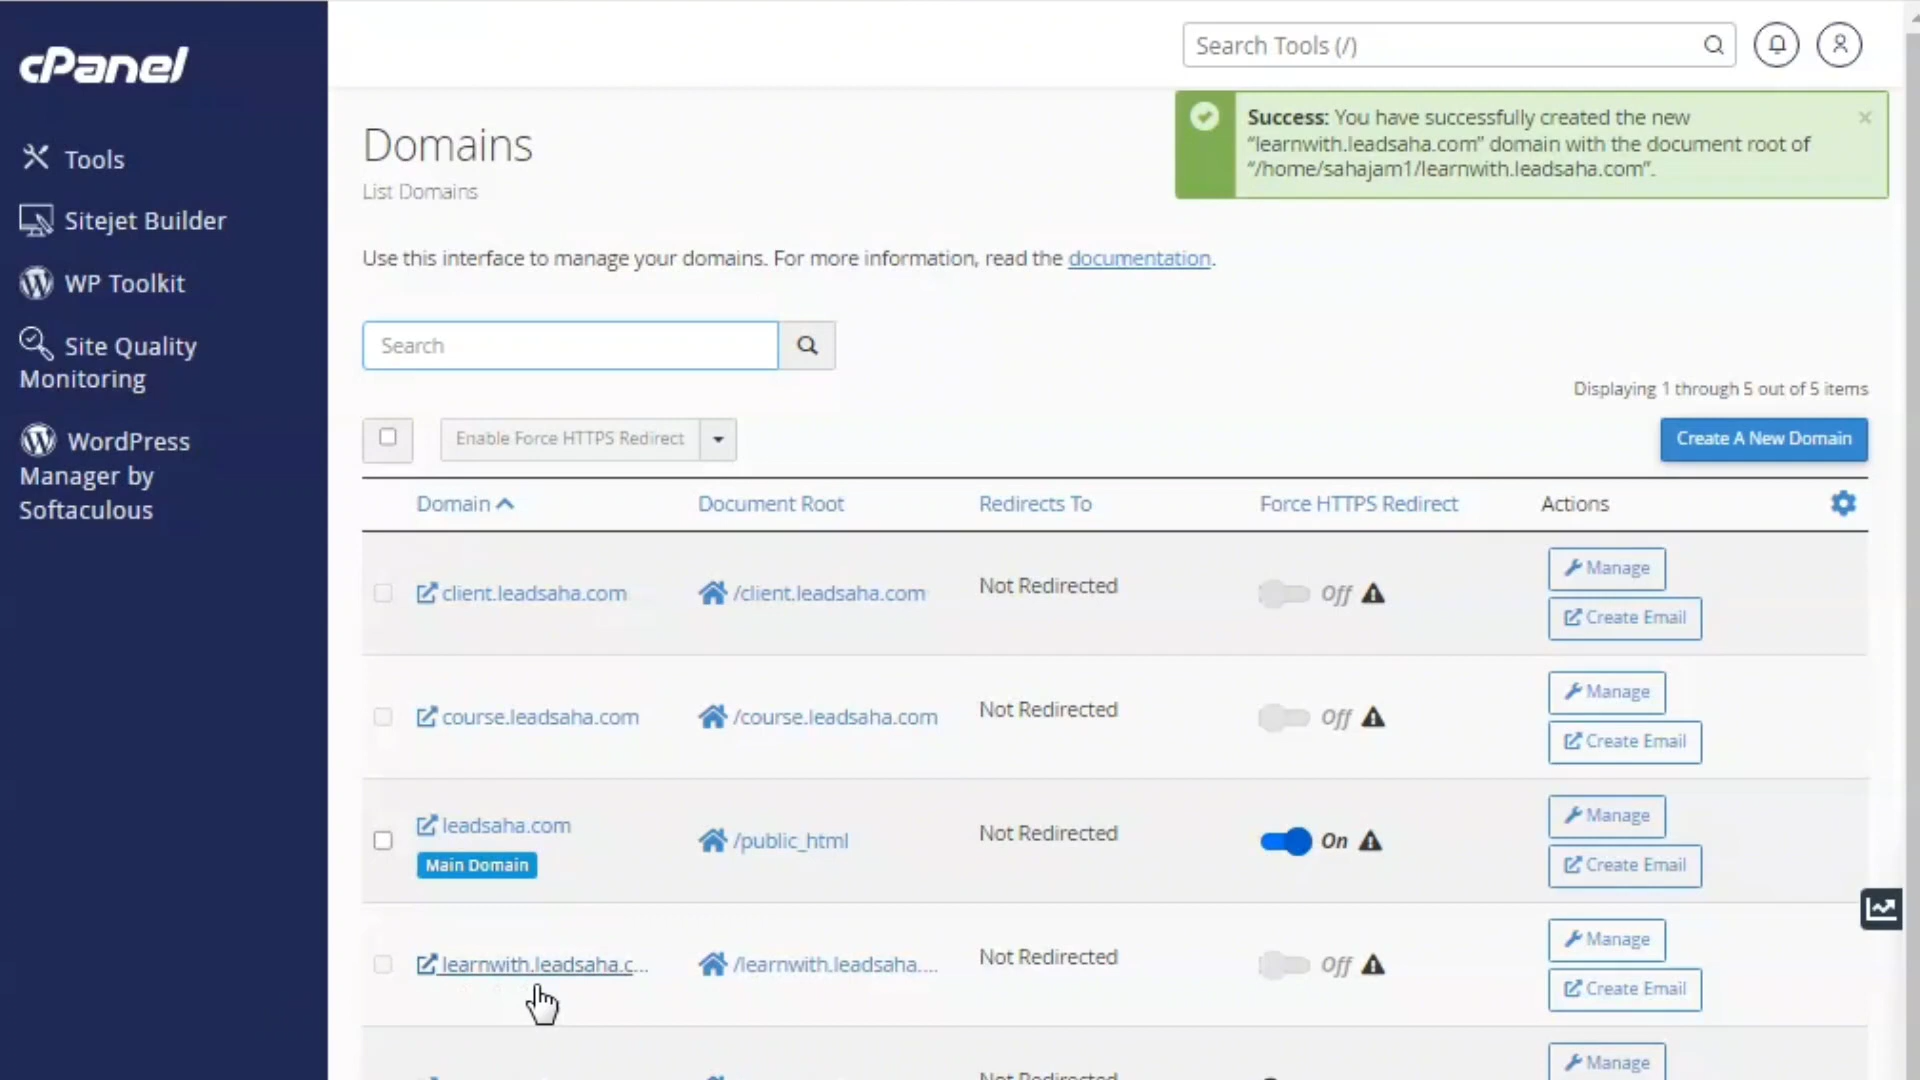 cPanel
Tools
Sitejet Builder
WP Toolkit
Site Quality
Monitoring
WordPress
Manager by
Softaculous
Search Tools (/)
Success: You have successfully created the new
“learnwith.leadsaha.com” domain with the document root of
“/home/sahajam1/learnwith.leadsaha.com”.
×
Domains
List Domains
Use this interface to manage your domains. For more information, read the documentation.
Search
Displaying 1 through 5 out of 5 items
Enable Force HTTPS Redirect
Create A New Domain
Domain Document Root Redirects To Force HTTPS Redirect Actions
client.leadsaha.com /client.leadsaha.com Not Redirected Off Manage
Create Email
course.leadsaha.com /course.leadsaha.com Not Redirected Off Manage
Create Email
leadsaha.com /public_html Not Redirected On Manage
Main Domain Create Email
learnwith.leadsaha.c... /learnwith.leadsaha.... Not Redirected Off Manage
Create Email
Not Redirected Manage